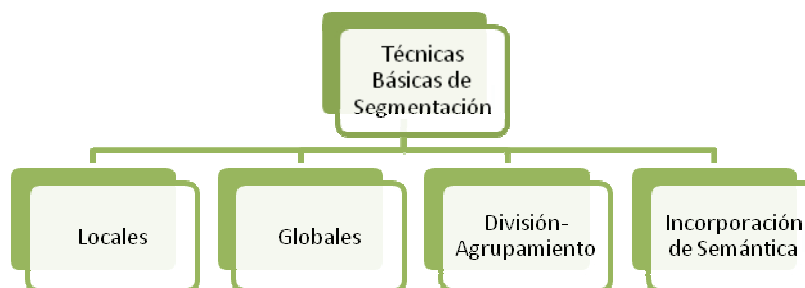 Técnicas
Básicas de
Segmentación
Locales
Globales
División-
Agrupamiento
Incorporación
de Semántica